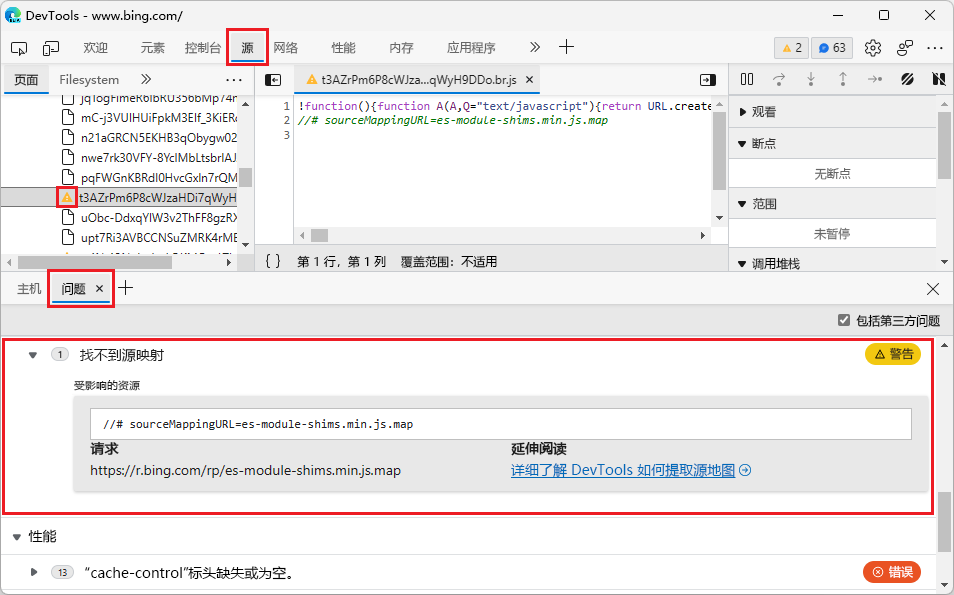 DevTools - www.bing.com/
欢迎 元素 控制台 源 网络 性能 内存 应用程序 2 63
页面 Filesystem
t3AZrPm6P8cWJza...qWyH9DDo.br.js
mC-j3VUIHUiFpkM3EIf_3KiER
n21aGRCN5EKHB3qObygw02
nwe7rk30VFY-8YcIMbLtsbrlAJ
pqFWGnKBRdI0HvcGxIn7rQM
t3AZrPm6P8cWJzaHDi7qWyH
uObc-DdxqYIW3v2ThFF8gzRX
upt7Ri3AVBCCNSuZMRK4rME
1 !function(){function A(A,Q="text/javascript"){return URL.create
2 //# sourceMappingURL=es-module-shims.min.js.map
3
{ } 第 1 行，第 1 列 覆盖范围：不适用
观看
断点
无断点
范围
未暂停
调用堆栈
主机 问题
包括第三方问题
1 找不到源映射 警告
受影响的资源
//# sourceMappingURL=es-module-shims.min.js.map
请求 延伸阅读
https://r.bing.com/rp/es-module-shims.min.js.map 详细了解 DevTools 如何提取源地图
性能
13 “cache-control”标头缺失或为空。 错误